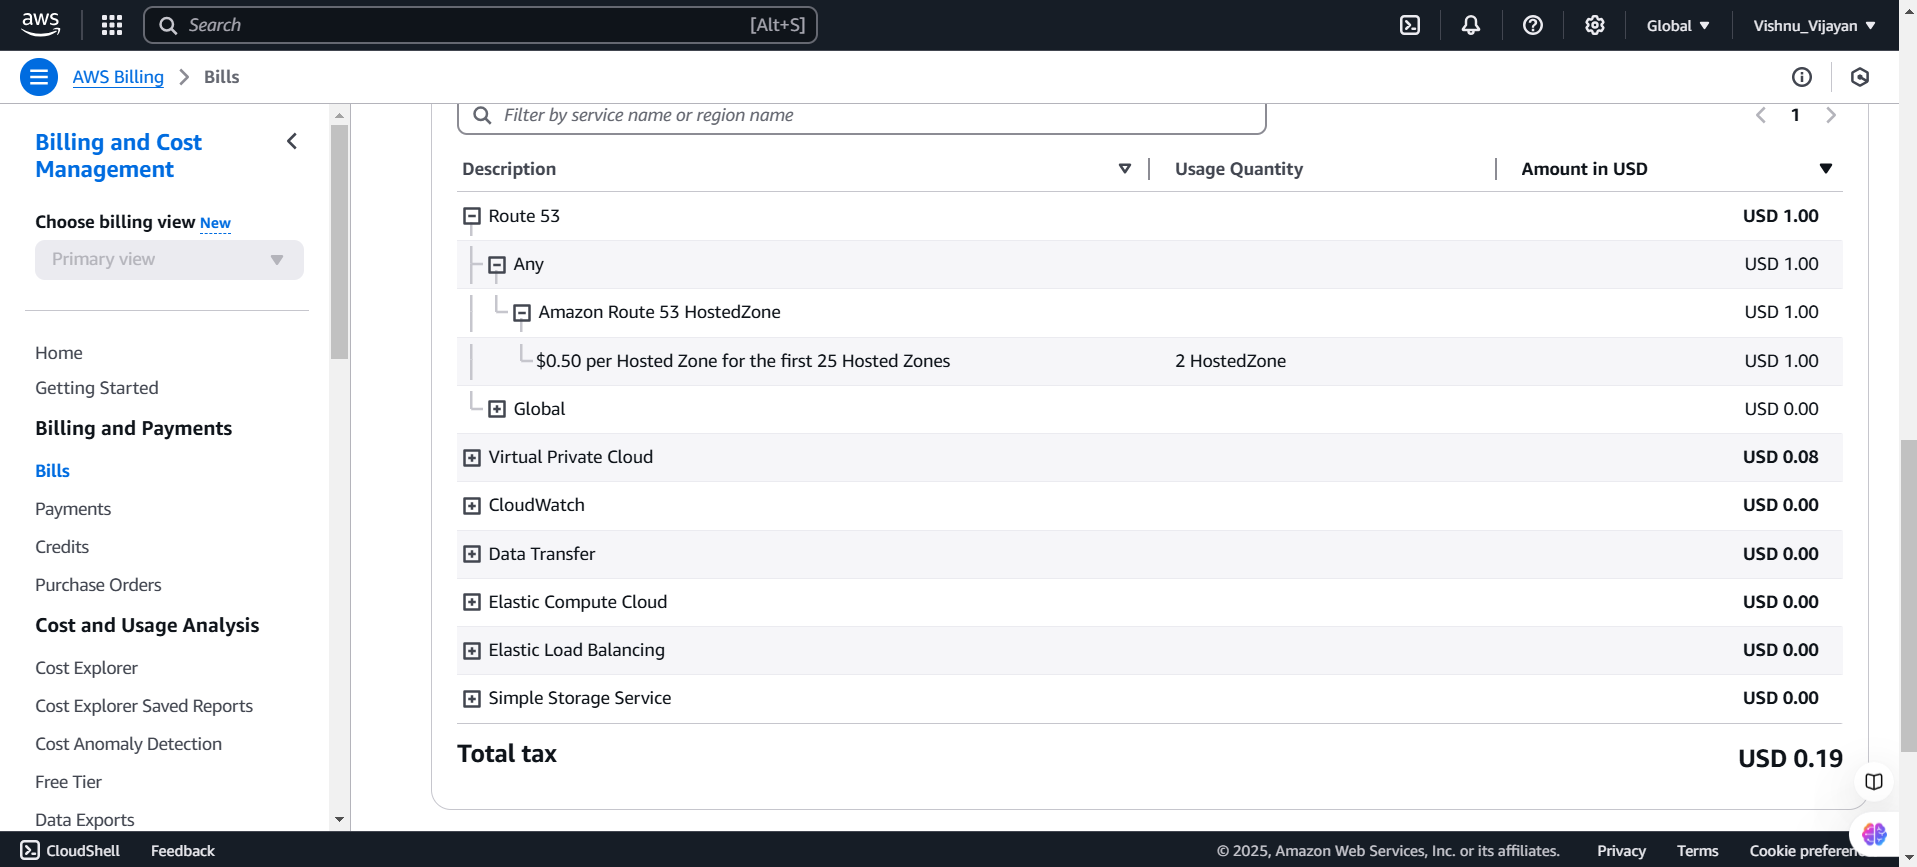 aws
Search [Alt+S]
Global
Vishnu_Vijayan
AWS Billing > Bills
Billing and Cost
Management
Choose billing view New
Primary view
Home
Getting Started
Billing and Payments
Bills
Payments
Credits
Purchase Orders
Cost and Usage Analysis
Cost Explorer
Cost Explorer Saved Reports
Cost Anomaly Detection
Free Tier
Data Exports
Filter by service name or region name
1
Description Usage Quantity Amount in USD
Route 53 USD 1.00
Any USD 1.00
Amazon Route 53 HostedZone USD 1.00
$0.50 per Hosted Zone for the first 25 Hosted Zones 2 HostedZone USD 1.00
Global USD 0.00
Virtual Private Cloud USD 0.08
CloudWatch USD 0.00
Data Transfer USD 0.00
Elastic Compute Cloud USD 0.00
Elastic Load Balancing USD 0.00
Simple Storage Service USD 0.00
Total tax USD 0.19
CloudShell Feedback © 2025, Amazon Web Services, Inc. or its affiliates. Privacy Terms Cookie preferen